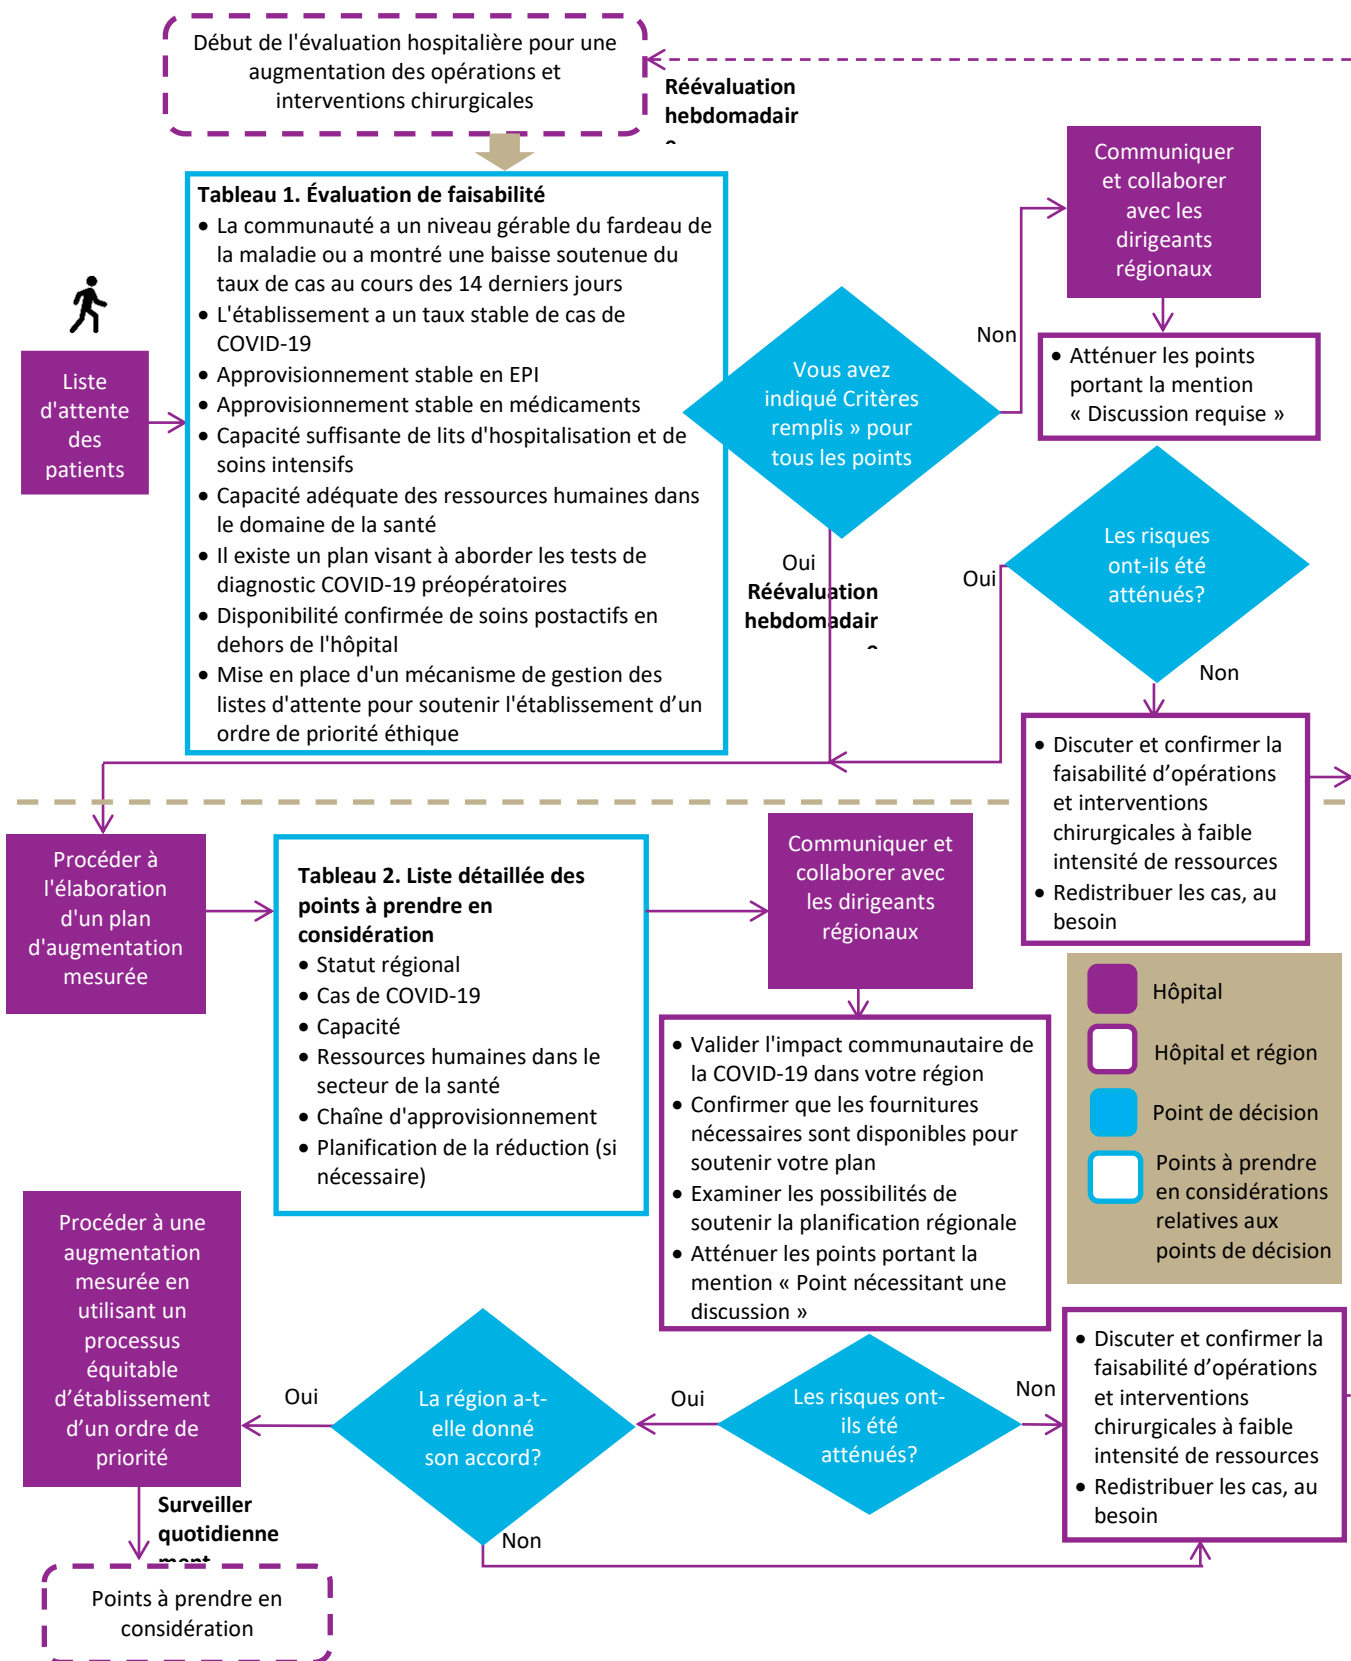 Début de l'évaluation hospitalière pour une
augmentation des opérations et
interventions chirurgicales
Réévaluation
hebdomadair
Tableau 1. Évaluation de faisabilité
• La communauté a un niveau gérable du fardeau de
la maladie ou a montré une baisse soutenue du
taux de cas au cours des 14 derniers jours
• L'établissement a un taux stable de cas de
COVID-19
• Approvisionnement stable en EPI
• Approvisionnement stable en médicaments
• Capacité suffisante de lits d'hospitalisation et de
soins intensifs
• Capacité adéquate des ressources humaines dans
le domaine de la santé
• Il existe un plan visant à aborder les tests de
diagnostic COVID-19 préopératoires
• Disponibilité confirmée de soins postactifs en
dehors de l'hôpital
• Mise en place d'un mécanisme de gestion des
listes d'attente pour soutenir l'établissement d’un
ordre de priorité éthique
Liste
d'attente
des
patients
Vous avez
indiqué Critères
remplis » pour
tous les points
Non
Oui
Réévaluation
hebdomadair
Communiquer
et collaborer
avec les
dirigeants
régionaux
• Atténuer les points
portant la mention
« Discussion requise »
Les risques
ont-ils été
atténués?
Oui
Non
• Discuter et confirmer la
faisabilité d’opérations
et interventions
chirurgicales à faible
intensité de ressources
• Redistribuer les cas, au
besoin
Procéder à
l'élaboration
d'un plan
d'augmentation
mesurée
Tableau 2. Liste détaillée des
points à prendre en
considération
• Statut régional
• Cas de COVID-19
• Capacité
• Ressources humaines dans le
secteur de la santé
• Chaîne d'approvisionnement
• Planification de la réduction (si
nécessaire)
Communiquer et
collaborer avec
les dirigeants
régionaux
• Valider l'impact communautaire de
la COVID-19 dans votre région
• Confirmer que les fournitures
nécessaires sont disponibles pour
soutenir votre plan
• Examiner les possibilités de
soutenir la planification régionale
• Atténuer les points portant la
mention « Point nécessitant une
discussion »
Hôpital
Hôpital et région
Point de décision
Points à prendre
en considérations
relatives aux
points de décision
Procéder à une
augmentation
mesurée en
utilisant un
processus
équitable
d’établissement
d’un ordre de
priorité
Oui
La région a-t-
elle donné
son accord?
Oui
Les risques ont-
ils été
atténués?
Non
• Discuter et confirmer la
faisabilité d’opérations
et interventions
chirurgicales à faible
intensité de ressources
• Redistribuer les cas, au
besoin
Non
Surveiller
quotidienne
ment
Points à prendre en
considération